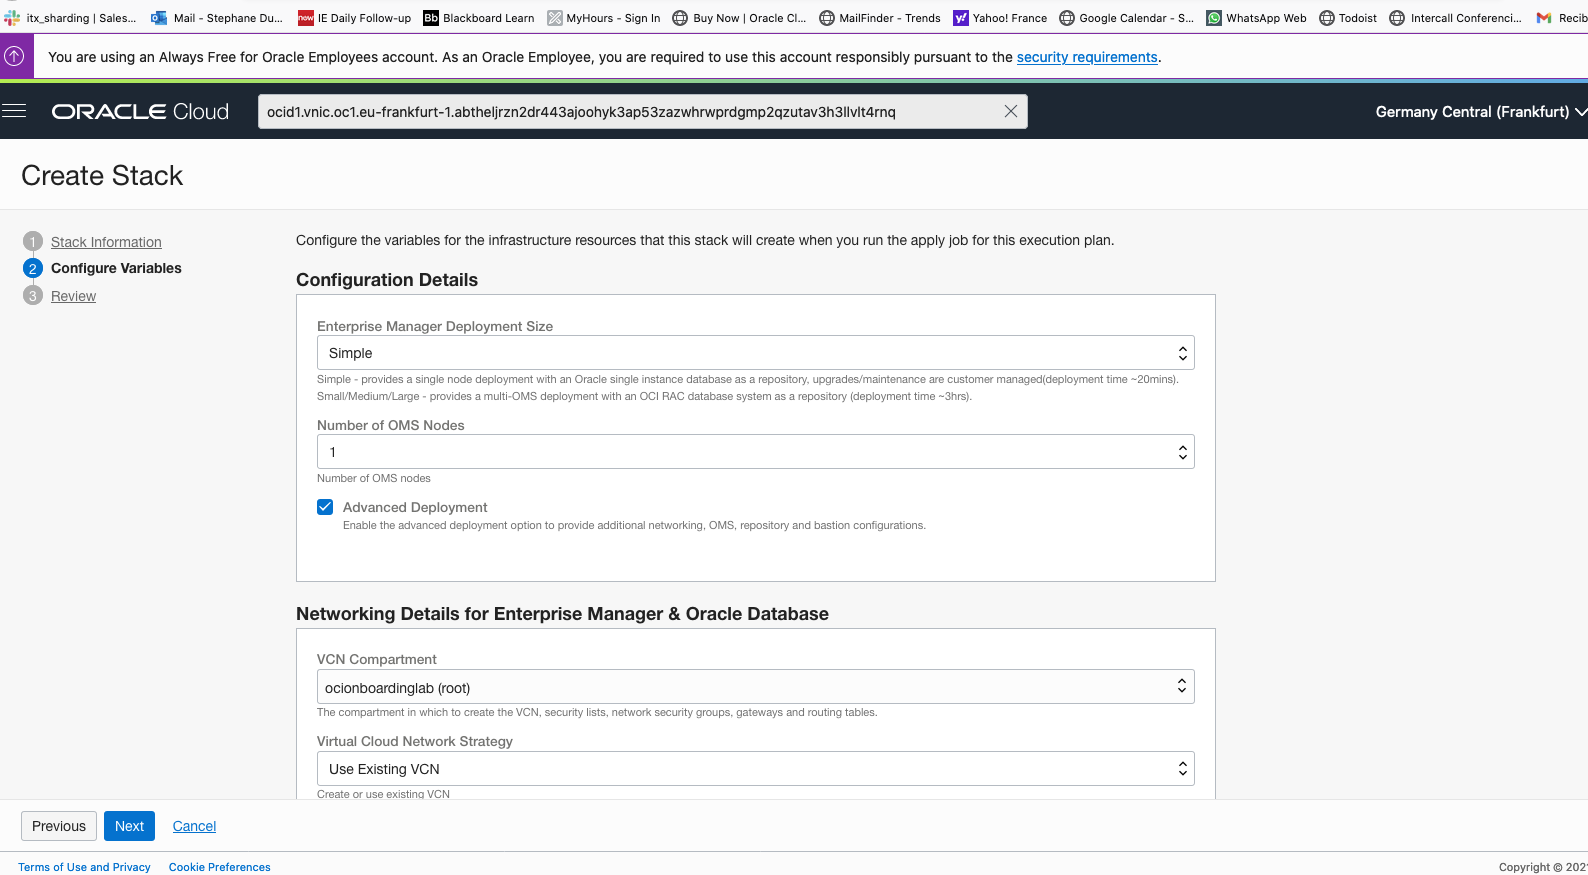 itx_sharding | Sales... Mail - Stephane Du... now IE Daily Follow-up Bb Blackboard Learn MyHours - Sign In Buy Now | Oracle Cl... MailFinder - Trends y! Yahoo! France Google Calendar - S... WhatsApp Web Todoist Intercall Conferenci... Recib
You are using an Always Free for Oracle Employees account. As an Oracle Employee, you are required to use this account responsibly pursuant to the security requirements.
ORACLE Cloud
ocid1.vnic.oc1.eu-frankfurt-1.abtheljrzn2dr443ajoohyk3ap53zazwhrwprdgmp2qzutav3h3llvlt4rnq
Germany Central (Frankfurt)
Create Stack
1 Stack Information
2 Configure Variables
3 Review
Configure the variables for the infrastructure resources that this stack will create when you run the apply job for this execution plan.
Configuration Details
Enterprise Manager Deployment Size
Simple
Simple - provides a single node deployment with an Oracle single instance database as a repository, upgrades/maintenance are customer managed(deployment time ~20mins).
Small/Medium/Large - provides a multi-OMS deployment with an OCI RAC database system as a repository (deployment time ~3hrs).
Number of OMS Nodes
1
Number of OMS nodes
Advanced Deployment
Enable the advanced deployment option to provide additional networking, OMS, repository and bastion configurations.
Networking Details for Enterprise Manager & Oracle Database
VCN Compartment
ocionboardinglab (root)
The compartment in which to create the VCN, security lists, network security groups, gateways and routing tables.
Virtual Cloud Network Strategy
Use Existing VCN
Create or use existing VCN
Previous Next Cancel
Terms of Use and Privacy Cookie Preferences
Copyright © 202